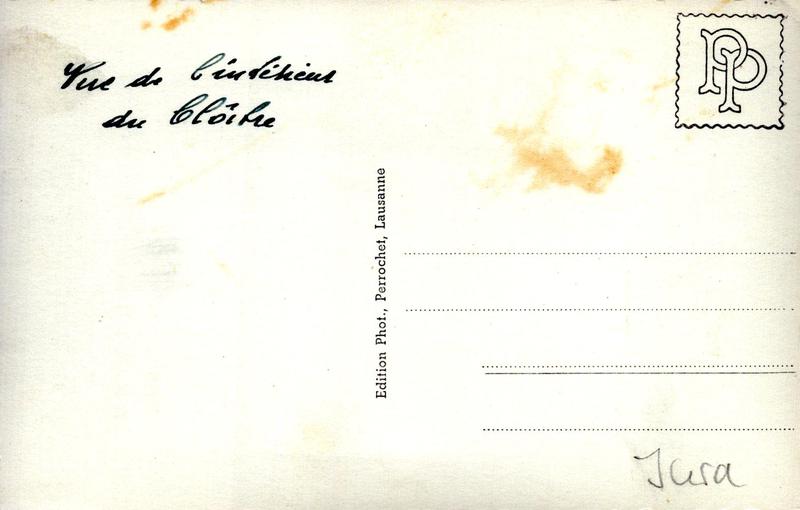 Vue de l'intérieur
du Cloître
PP
Edition Phot., Perrochet, Lausanne
Jura